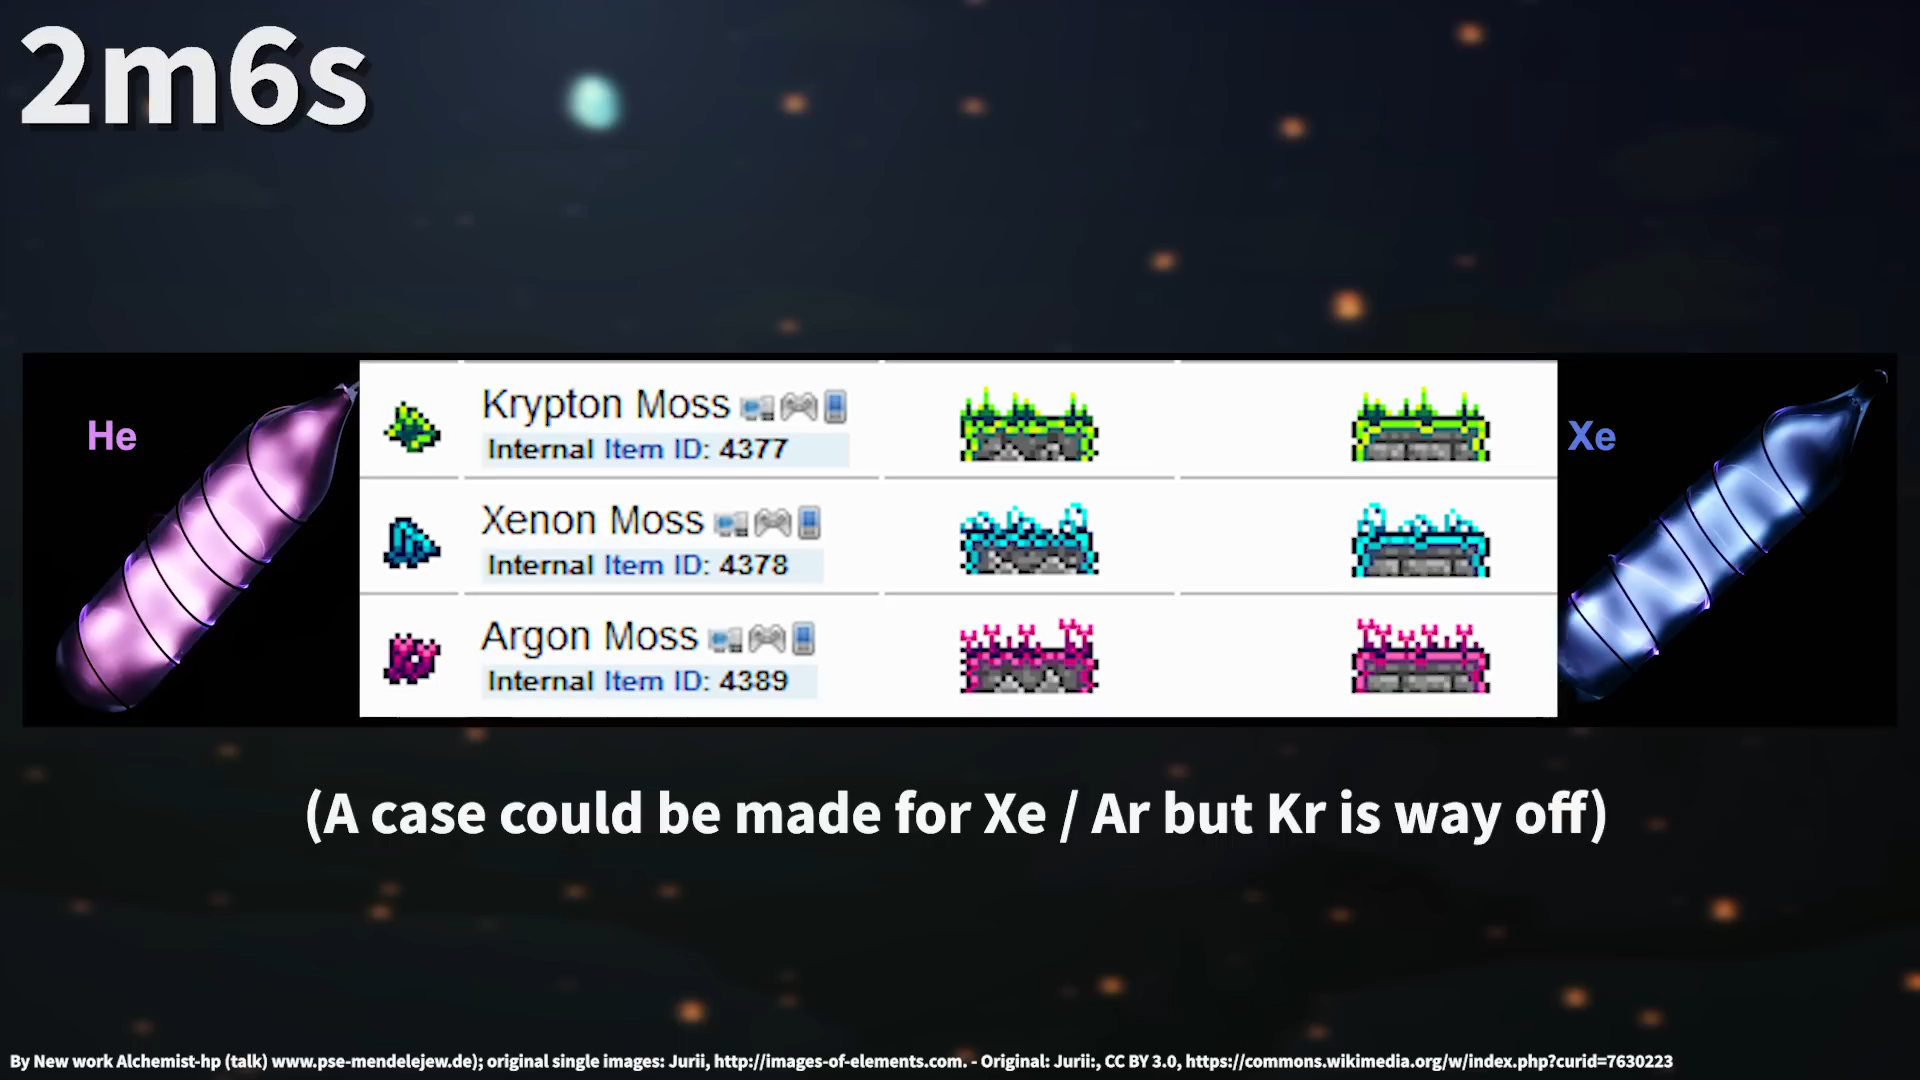 2m6s
He
Krypton Moss
Internal Item ID: 4377
Xe
Xenon Moss
Internal Item ID: 4378
Argon Moss
Internal Item ID: 4389
(A case could be made for Xe / Ar but Kr is way off)
By New work Alchemist-hp (talk) www.pse-mendelejew.de); original single images: Jurii, http://images-of-elements.com. - Original: Jurii:, CC BY 3.0, https://commons.wikimedia.org/w/index.php?curid=7630223